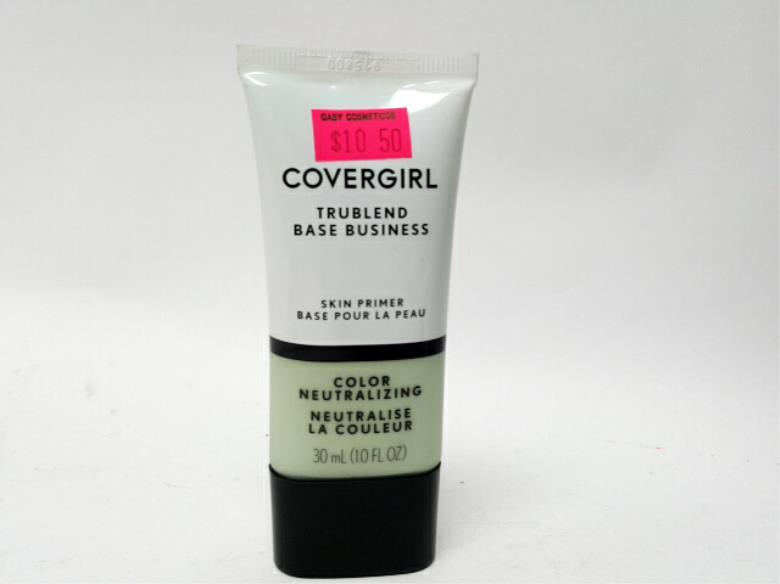 GABY COSMETICOS
$10 50
COVERGIRL
TRUBLEND
BASE BUSINESS
SKIN PRIMER
BASE POUR LA PEAU
COLOR
NEUTRALIZING
NEUTRALISE
LA COULEUR
30 mL (1.0 FL OZ)